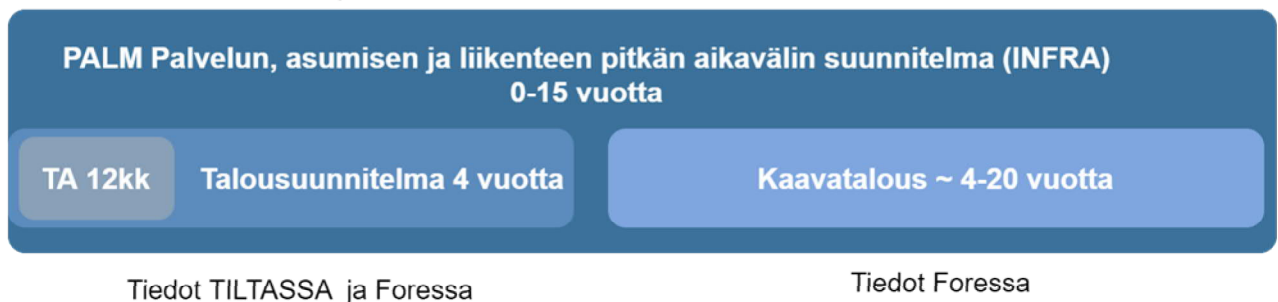 PALM Palvelun, asumisen ja liikenteen pitkän aikavälin suunnitelma (INFRA)
0-15 vuotta
TA 12kk
Talousuunnitelma 4 vuotta
Kaavatalous ~ 4-20 vuotta
Tiedot TILTASSA ja Foressa
Tiedot Foressa